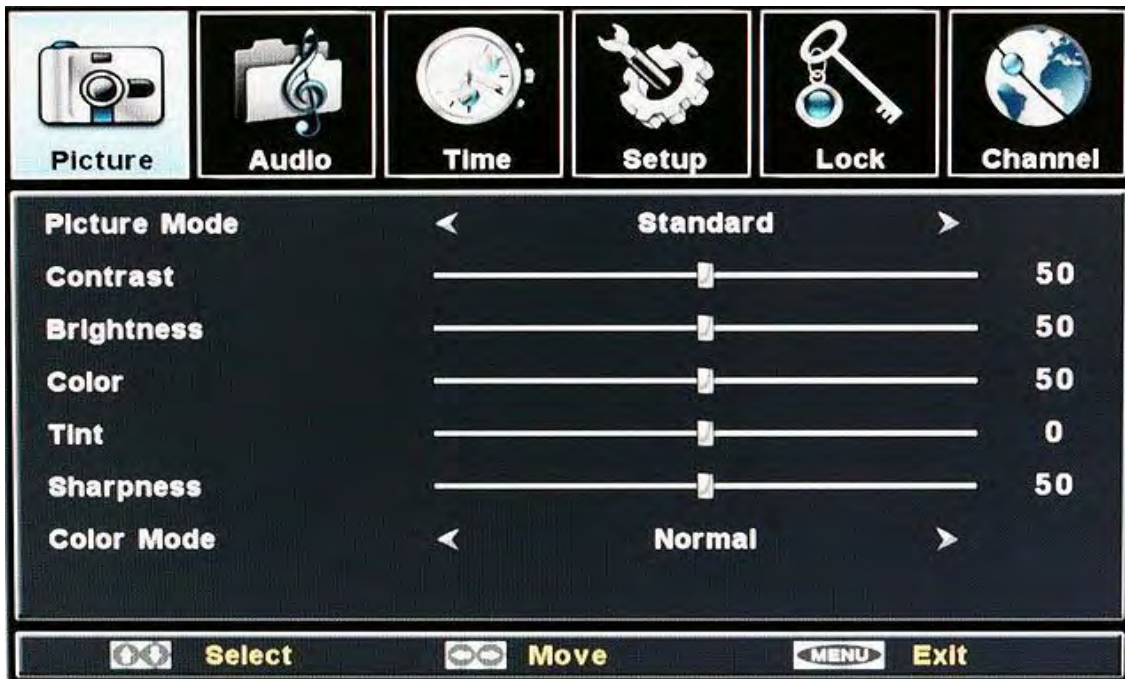 Picture Audio Time Setup Lock Channel
Picture Mode Standard
Contrast 50
Brightness 50
Color 50
Tint 0
Sharpness 50
Color Mode Normal
Select Move MENU Exit